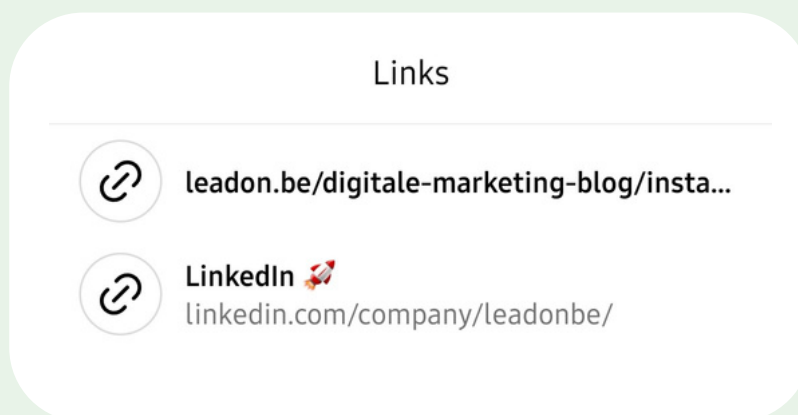 Links
leadon.be/digitale-marketing-blog/insta...
LinkedIn 🚀
linkedin.com/company/leadonbe/